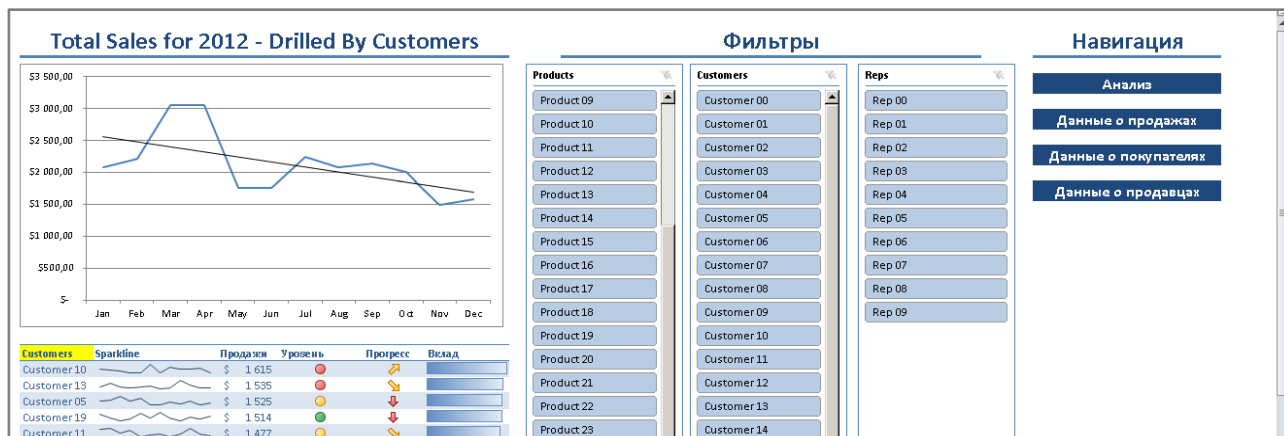 Total Sales for 2012 - Drilled By Customers
$3 500,00
$3 000,00
$2 500,00
$2 000,00
$1 500,00
$1 000,00
$500,00
$-
Jan Feb Mar Apr May Jun Jul Aug Sep Oct Nov Dec
Customers Sparkline Продажи Уровень Прогресс Вклад
Customer 10 $ 1 615
Customer 13 $ 1 535
Customer 05 $ 1 525
Customer 19 $ 1 514
Customer 11 $ 1 477
Фильтры
Products
Product 09
Product 10
Product 11
Product 12
Product 13
Product 14
Product 15
Product 16
Product 17
Product 18
Product 19
Product 20
Product 21
Product 22
Product 23
Customers
Customer 00
Customer 01
Customer 02
Customer 03
Customer 04
Customer 05
Customer 06
Customer 07
Customer 08
Customer 09
Customer 10
Customer 11
Customer 12
Customer 13
Customer 14
Reps
Rep 00
Rep 01
Rep 02
Rep 03
Rep 04
Rep 05
Rep 06
Rep 07
Rep 08
Rep 09
Навигация
Анализ
Данные о продажах
Данные о покупателях
Данные о продавцах